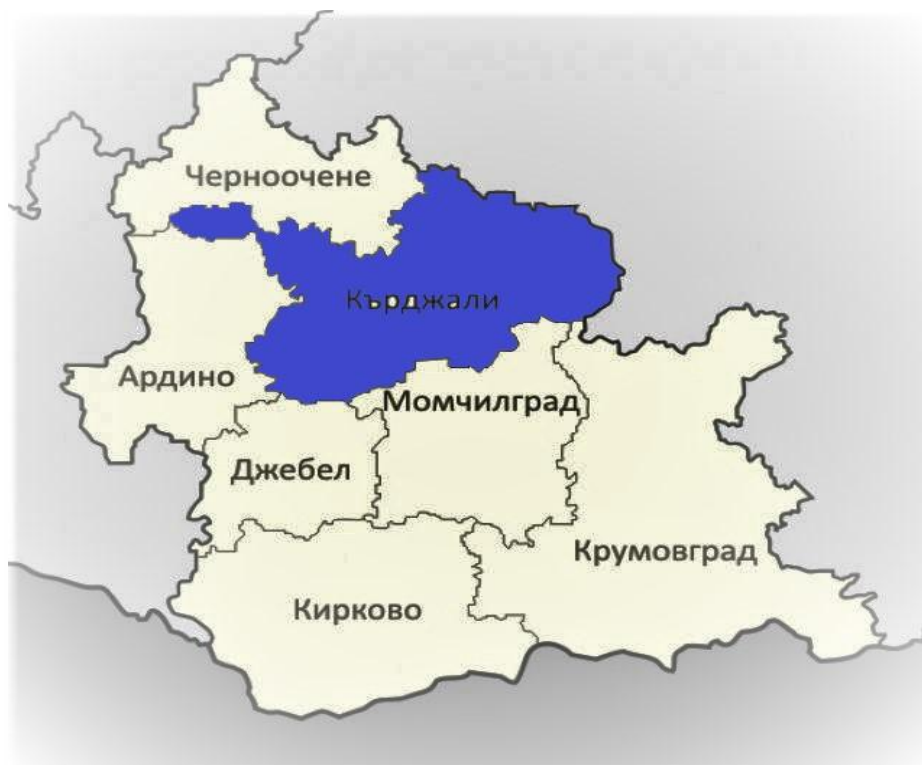 Черноочене
Кърджали
Ардино
Момчилград
Джебел
Крумовград
Кирково